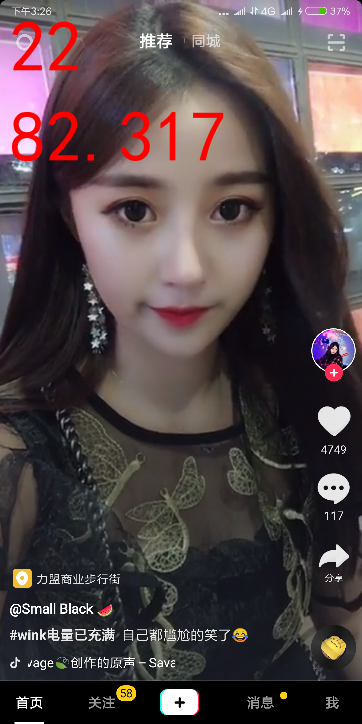 下午3:26
4G
37%
22
推荐
同城
82.317
4749
117
分享
力盟商业步行街
@Small Black 🍉
#wink电量已充满 自己都尴尬的笑了😂
vage🍃创作的原声 - Sava
首页
关注
58
消息
我